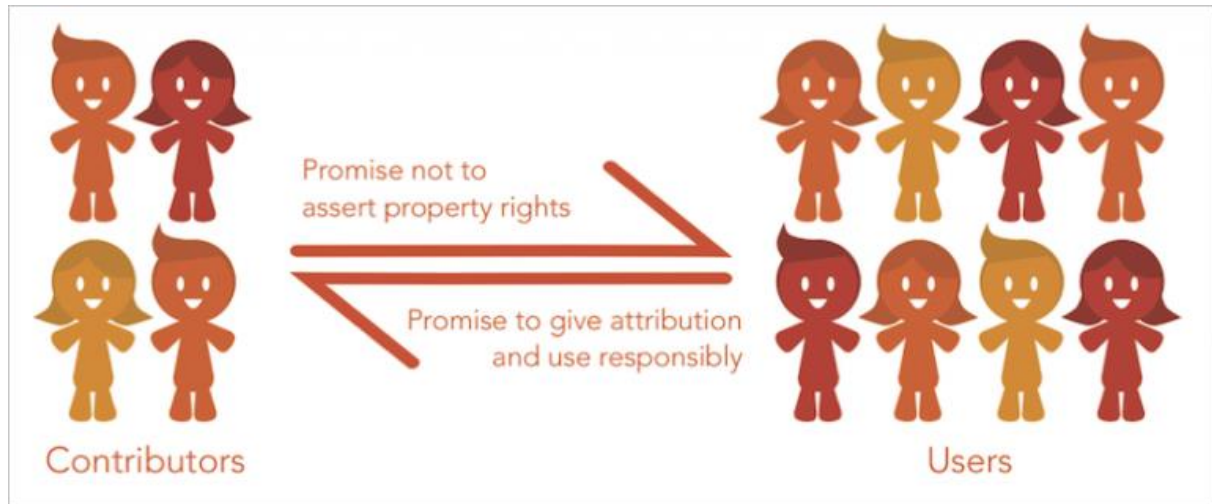 Promise not to
assert property rights
Promise to give attribution
and use responsibly
Contributors
Users